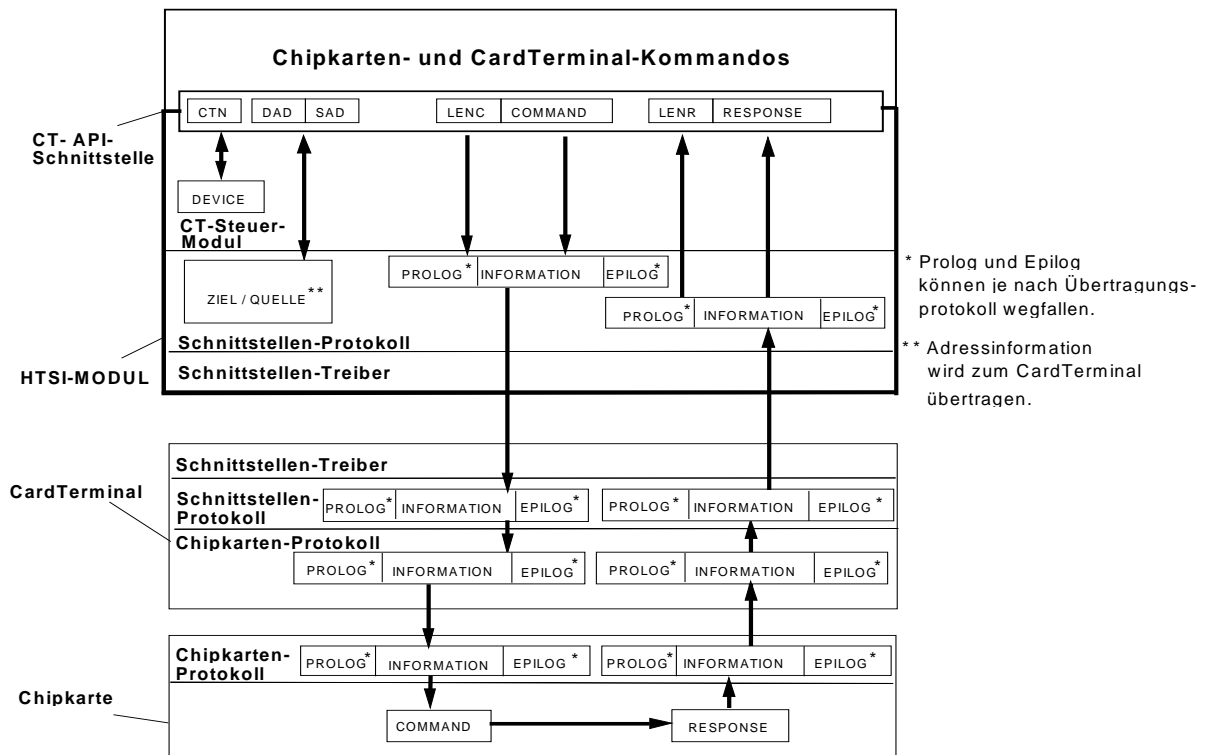 Chipkarten- und CardTerminal-Kommandos
CTN DAD SAD LENC COMMAND LENR RESPONSE
CT- API-
Schnittstelle
DEVICE
CT-Steuer-
Modul
PROLOG* INFORMATION EPILOG*
ZIEL / QUELLE**
PROLOG* INFORMATION EPILOG*
* Prolog und Epilog
können je nach Übertragungs-
protokoll wegfallen.
Schnittstellen-Protokoll
** Adressinformation
wird zum CardTerminal
übertragen.
HTSI-MODUL
Schnittstellen-Treiber
Schnittstellen-Treiber
CardTerminal
Schnittstellen-
Protokoll
PROLOG* INFORMATION EPILOG* PROLOG* INFORMATION EPILOG*
Chipkarten-Protokoll
PROLOG* INFORMATION EPILOG* PROLOG* INFORMATION EPILOG*
Chipkarten-
Protokoll
PROLOG* INFORMATION EPILOG * PROLOG* INFORMATION EPILOG *
Chipkarte
COMMAND RESPONSE